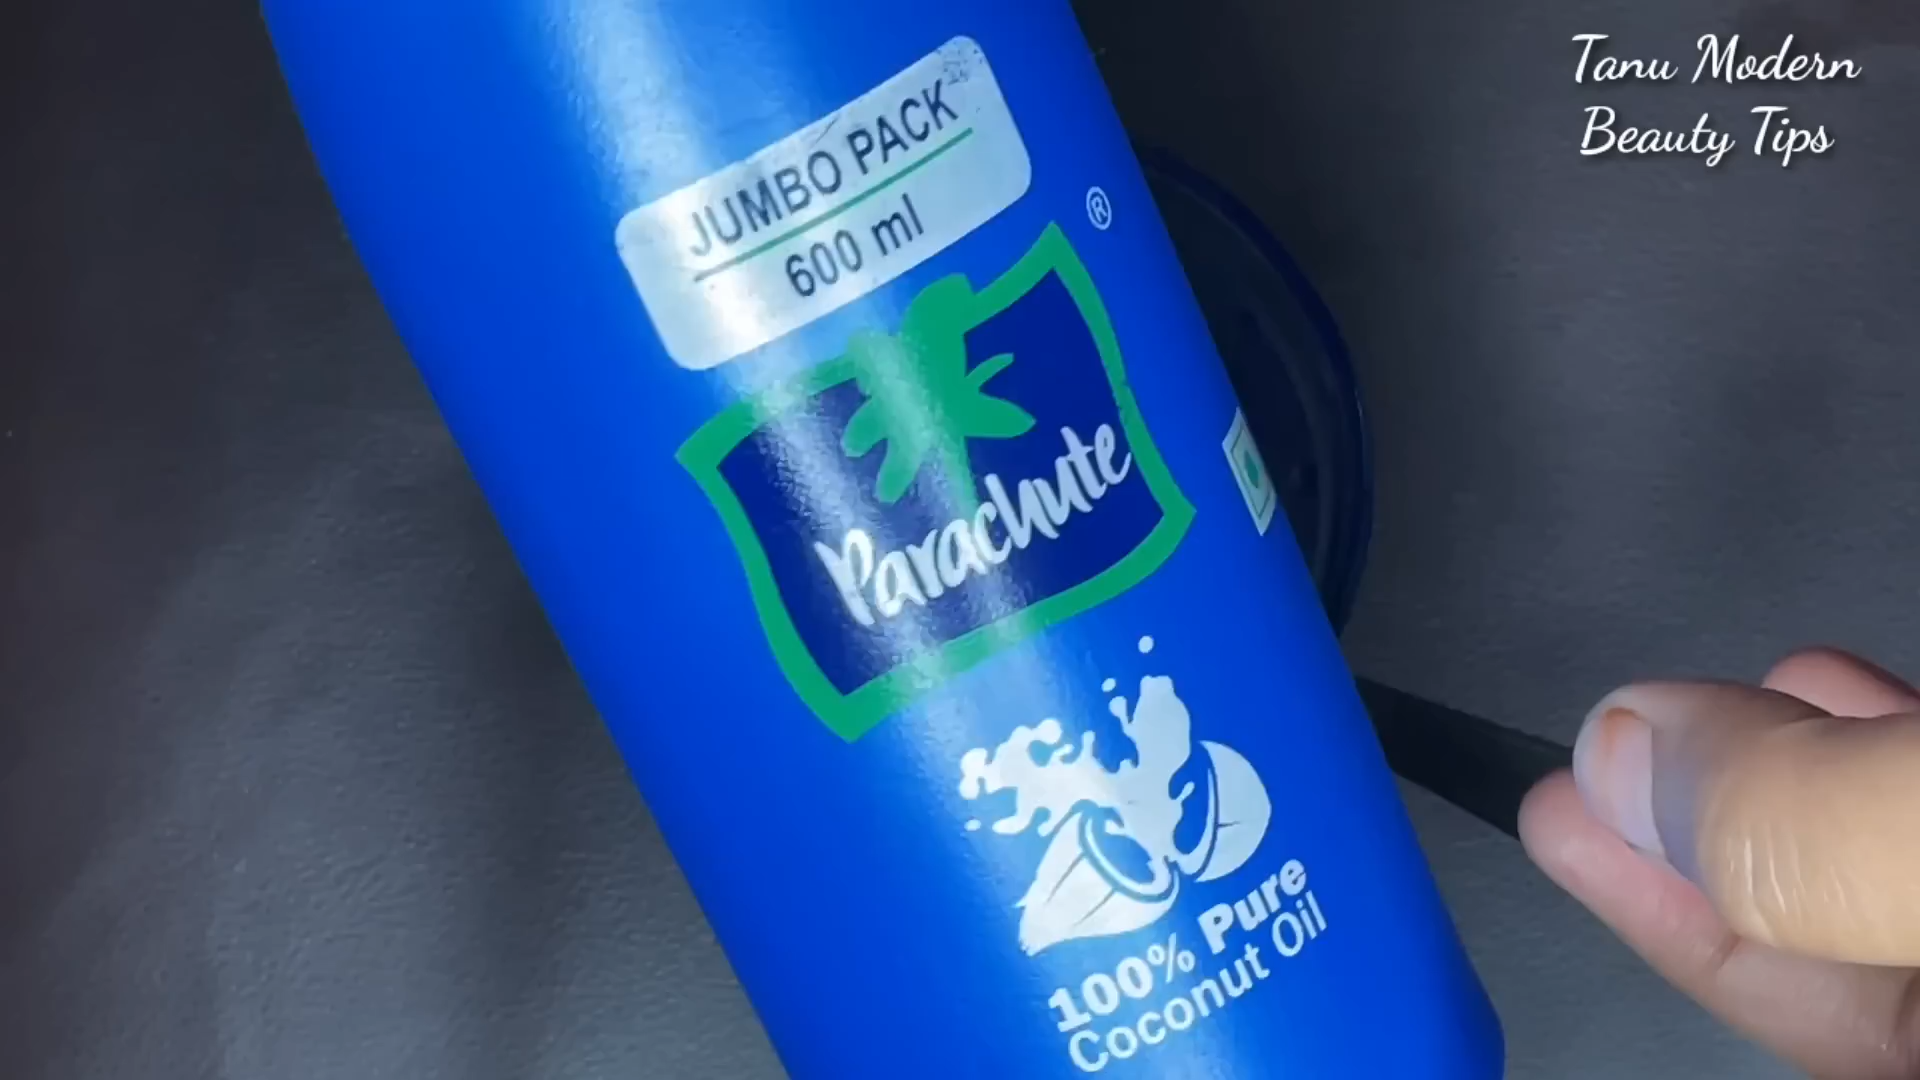 Tanu Modern
Beauty Tips
JUMBO PACK
600 ml
®
Parachute
100% Pure
Coconut Oil